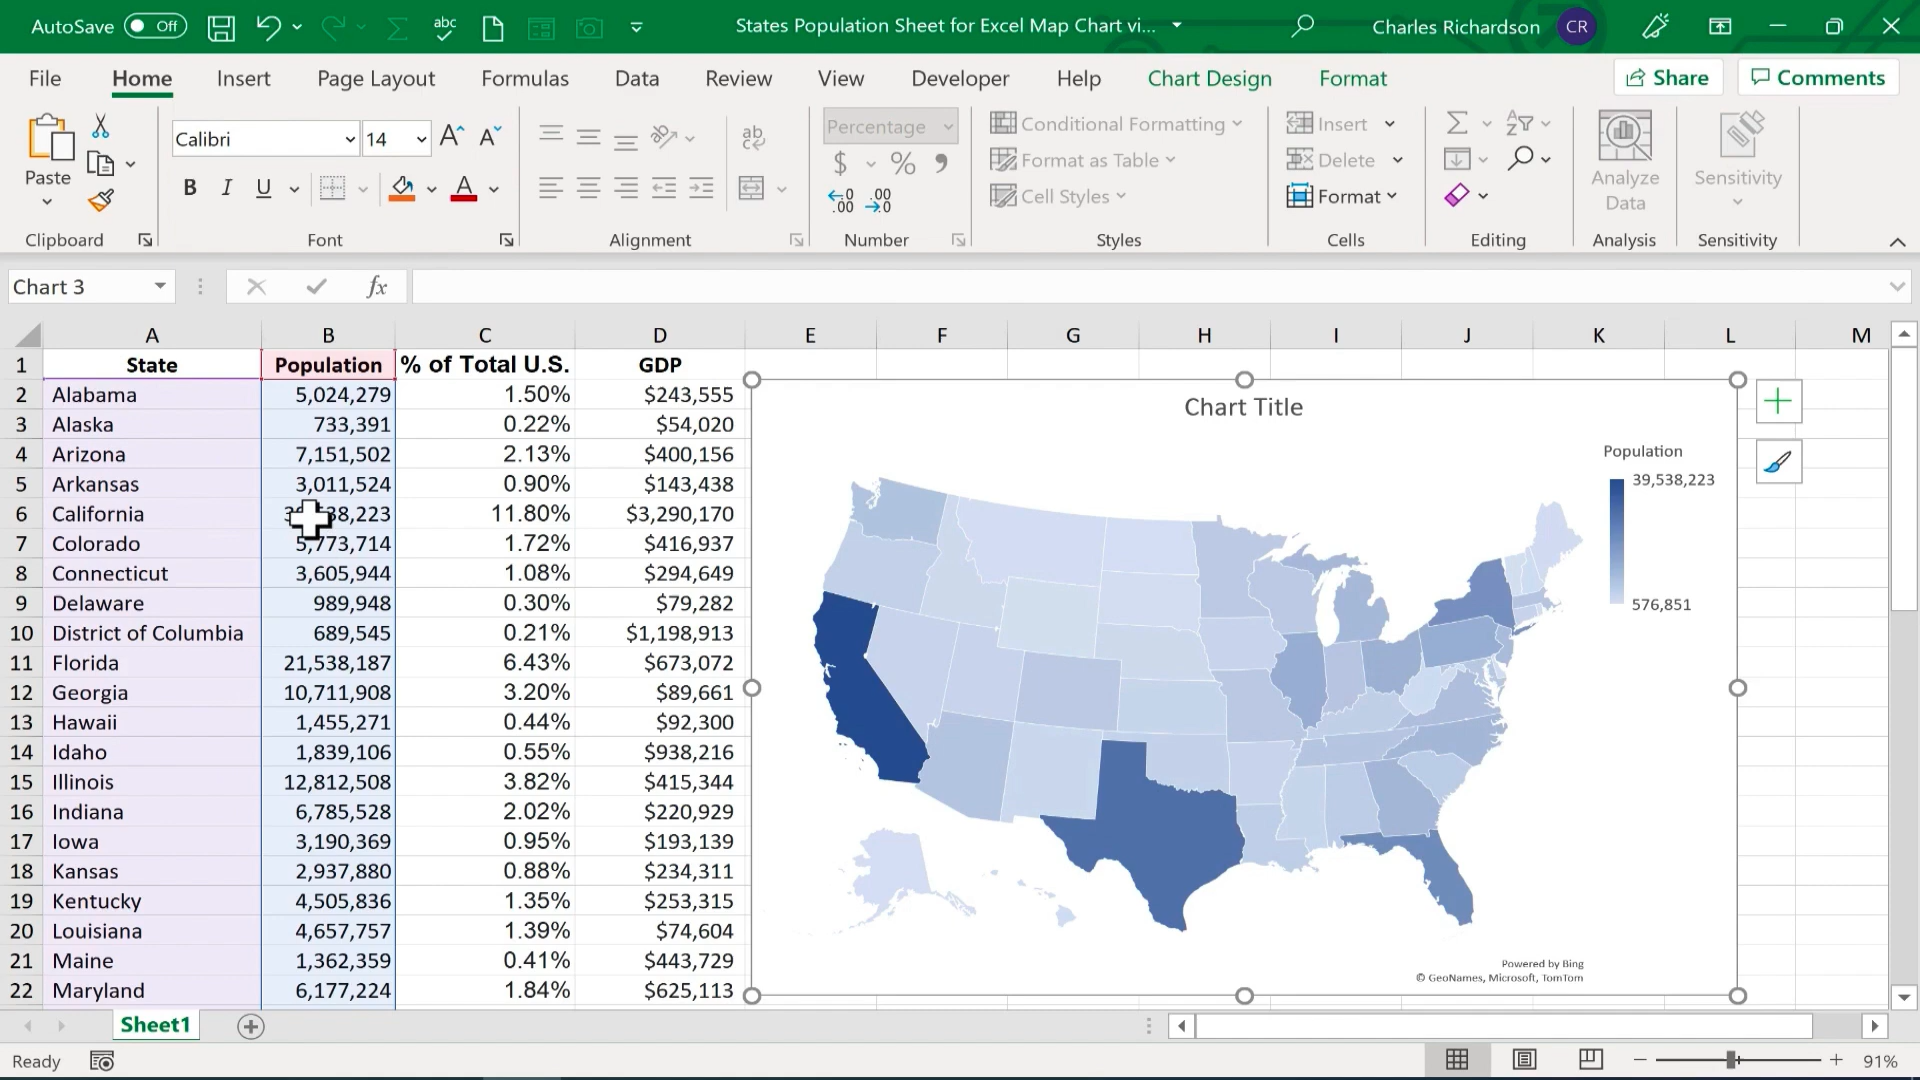 AutoSave Off abc States Population Sheet for Excel Map Chart vi... Charles Richardson CR
File Home Insert Page Layout Formulas Data Review View Developer Help Chart Design Format Share Comments
Paste
Calibri 14 A A
B I U A
ab
Percentage
$ % 9
.00 .00
Conditional Formatting
Format as Table
Cell Styles
Insert
Delete
Format
Analyze
Data
Sensitivity
Clipboard Font Alignment Number Styles Cells Editing Analysis Sensitivity
Chart 3 fx
A B C D E F G H I J K L M
1 State Population % of Total U.S. GDP
2 Alabama 5,024,279 1.50% $243,555
3 Alaska 733,391 0.22% $54,020
4 Arizona 7,151,502 2.13% $400,156
5 Arkansas 3,011,524 0.90% $143,438
6 California 11.80% $3,290,170
7 Colorado 5,773,714 1.72% $416,937
8 Connecticut 3,605,944 1.08% $294,649
9 Delaware 989,948 0.30% $79,282
10 District of Columbia 689,545 0.21% $1,198,913
11 Florida 21,538,187 6.43% $673,072
12 Georgia 10,711,908 3.20% $89,661
13 Hawaii 1,455,271 0.44% $92,300
14 Idaho 1,839,106 0.55% $938,216
15 Illinois 12,812,508 3.82% $415,344
16 Indiana 6,785,528 2.02% $220,929
17 Iowa 3,190,369 0.95% $193,139
18 Kansas 2,937,880 0.88% $234,311
19 Kentucky 4,505,836 1.35% $253,315
20 Louisiana 4,657,757 1.39% $74,604
21 Maine 1,362,359 0.41% $443,729
22 Maryland 6,177,224 1.84% $625,113
Chart Title
Population
39,538,223
576,851
Powered by Bing
© GeoNames, Microsoft, TomTom
Sheet1
Ready 91%